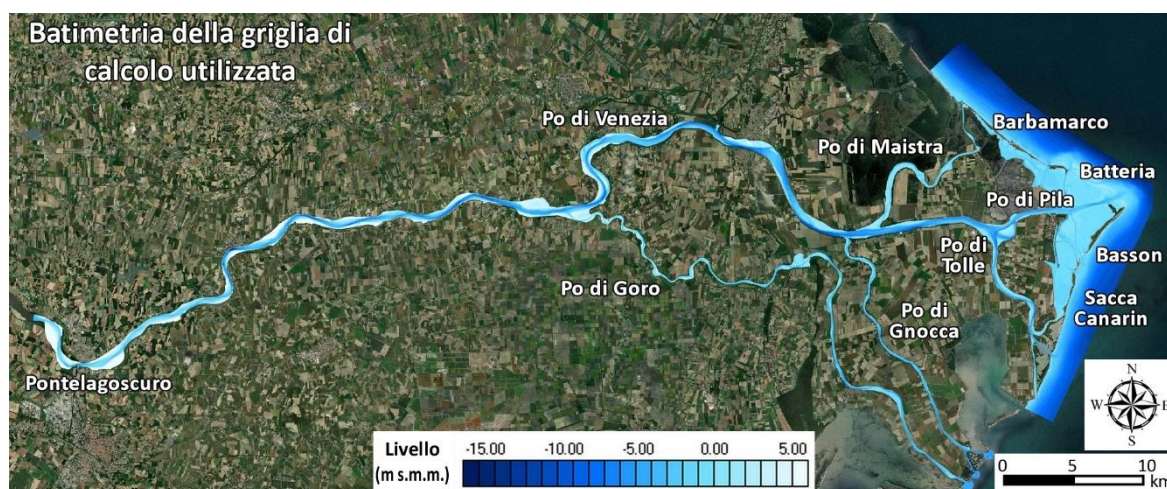 Batimetria della griglia di
calcolo utilizzata
Po di Venezia
Po di Maistra
Barbamarco
Batteria
Po di Pila
Po di
Tolle
Basson
Po di Goro
Po di
Gnocca
Sacca
Canarin
Pontelagoscuro
N
W E
S
Livello
(m s.m.m.)
-15.00 -10.00 -5.00 0.00 5.00
0 5 10
km